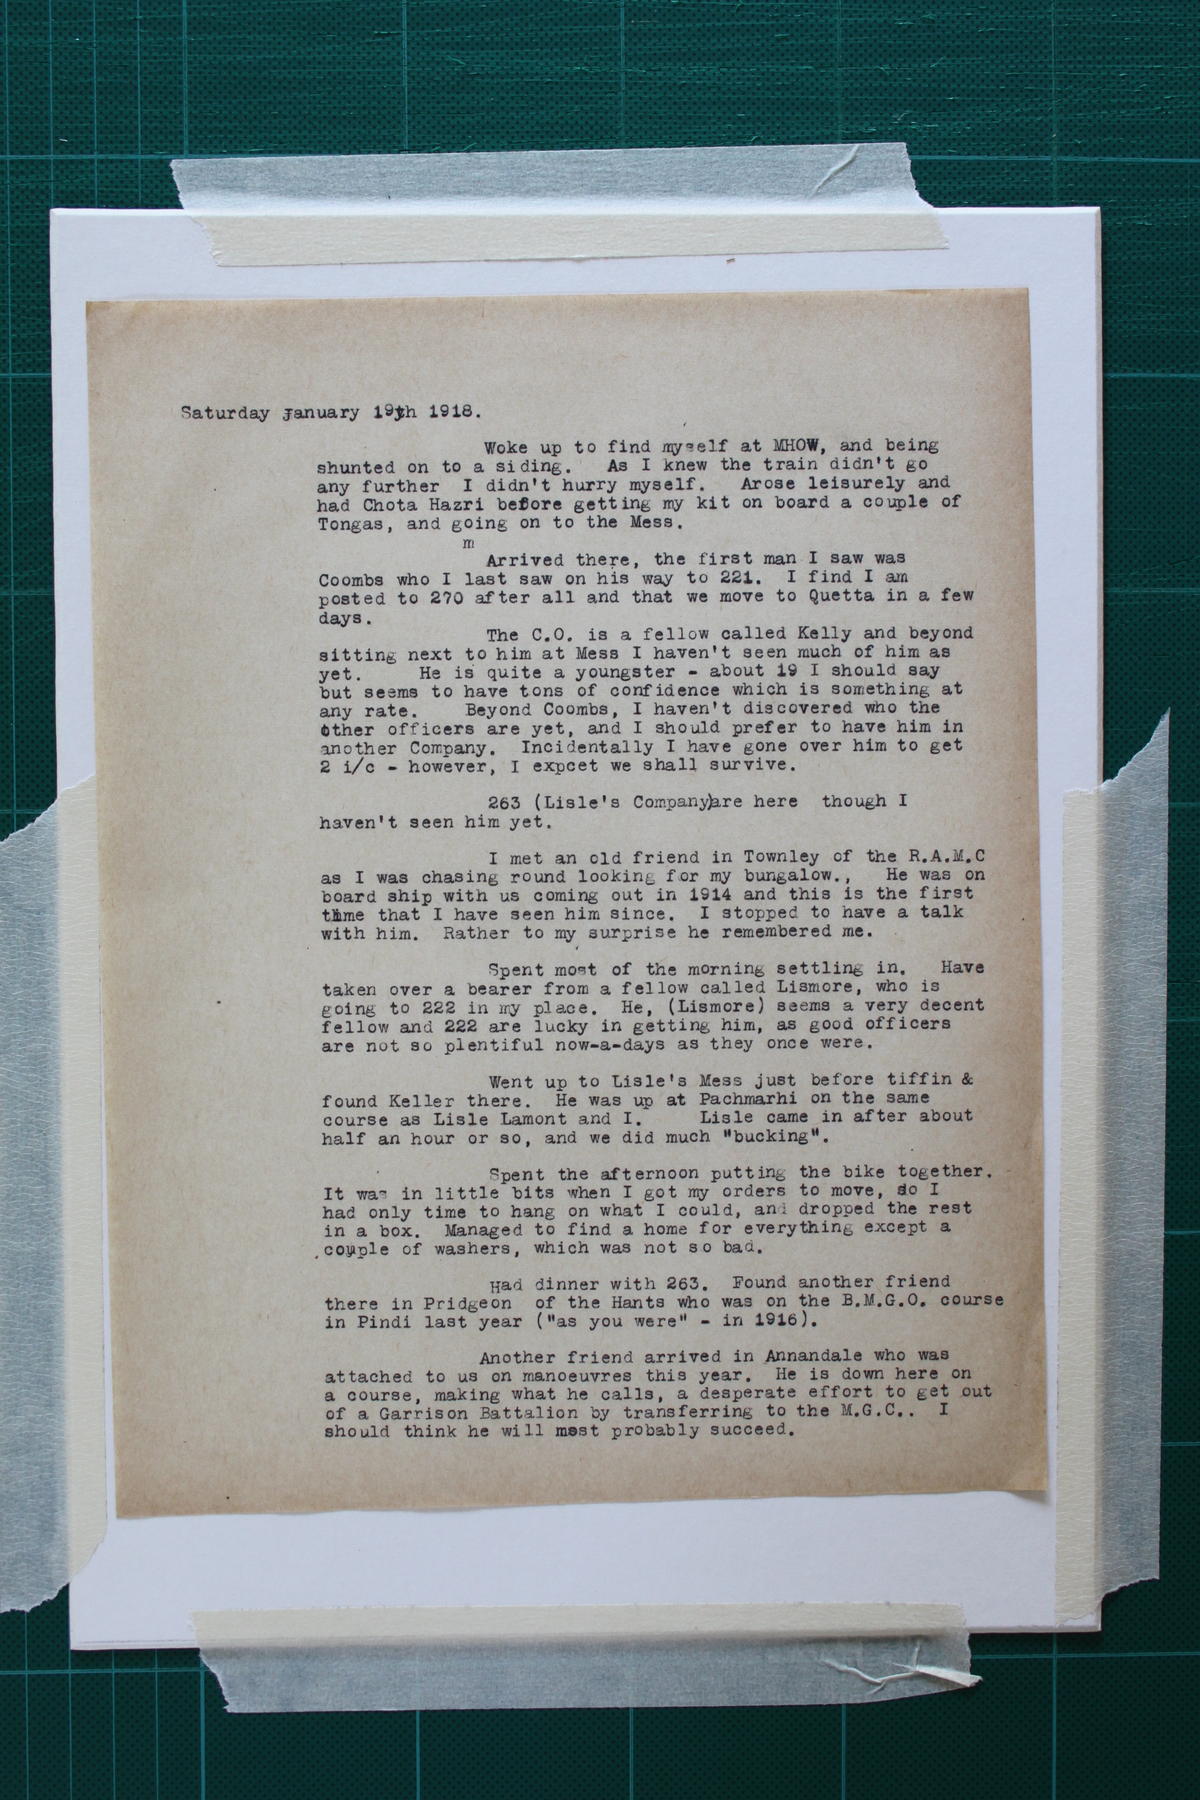 Saturday January 19th 1918.
Woke up to find myself at MHOW, and being
shunted on to a siding. As I knew the train didn't go
any further I didn't hurry myself. Arose leisurely and
had Chota Hazri before getting my kit on board a couple of
Tongas, and going on to the Mess.
m
Arrived there, the first man I saw was
Coombs who I last saw on his way to 221. I find I am
posted to 270 after all and that we move to Quetta in a few
days.
The C.O. is a fellow called Kelly and beyond
sitting next to him at Mess I haven't seen much of him as
yet. He is quite a youngster - about 19 I should say
but seems to have tons of confidence which is something at
any rate. Beyond Coombs, I haven't discovered who the
other officers are yet, and I should prefer to have him in
another Company. Incidentally I have gone over him to get
2 i/c - however, I expcet we shall survive.
263 (Lisle's Company)are here though I
haven't seen him yet.
I met an old friend in Townley of the R.A.M.C
as I was chasing round looking for my bungalow., He was on
board ship with us coming out in 1914 and this is the first
time that I have seen him since. I stopped to have a talk
with him. Rather to my surprise he remembered me.
Spent most of the morning settling in. Have
taken over a bearer from a fellow called Lismore, who is
going to 222 in my place. He, (Lismore) seems a very decent
fellow and 222 are lucky in getting him, as good officers
are not so plentiful now-a-days as they once were.
Went up to Lisle's Mess just before tiffin &
found Keller there. He was up at Pachmarhi on the same
course as Lisle Lamont and I. Lisle came in after about
half an hour or so, and we did much "bucking".
Spent the afternoon putting the bike together.
It was in little bits when I got my orders to move, so I
had only time to hang on what I could, and dropped the rest
in a box. Managed to find a home for everything except a
couple of washers, which was not so bad.
Had dinner with 263. Found another friend
there in Pridgeon of the Hants who was on the B.M.G.O. course
in Pindi last year ("as you were" - in 1916).
Another friend arrived in Annandale who was
attached to us on manoeuvres this year. He is down here on
a course, making what he calls, a desperate effort to get out
of a Garrison Battalion by transferring to the M.G.C.. I
should think he will most probably succeed.